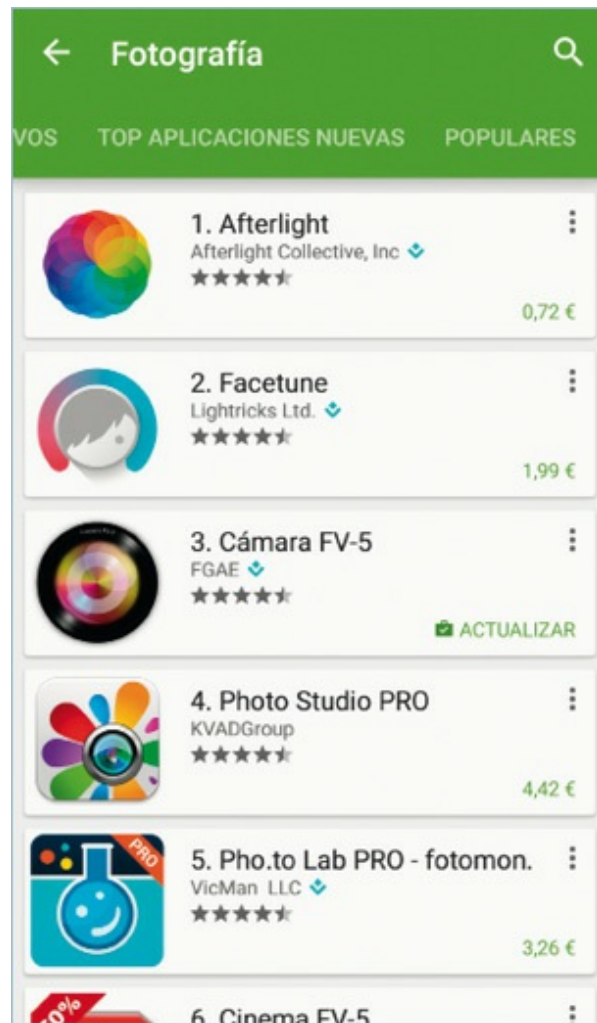 Fotografía
VOS TOP APLICACIONES NUEVAS POPULARES
1. Afterlight
Afterlight Collective, Inc
0,72 €
2. Facetune
Lightricks Ltd.
1,99 €
3. Cámara FV-5
FGAE
ACTUALIZAR
4. Photo Studio PRO
KVADGroup
4,42 €
PRO
5. Pho.to Lab PRO - fotomon.
VicMan LLC
3,26 €
6. Cinema FV-5